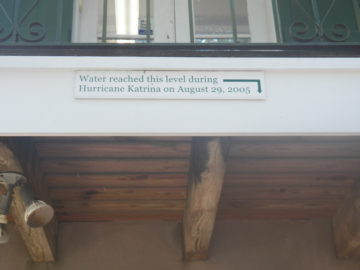 Water reached this level during
Hurricane Katrina on August 29, 2005